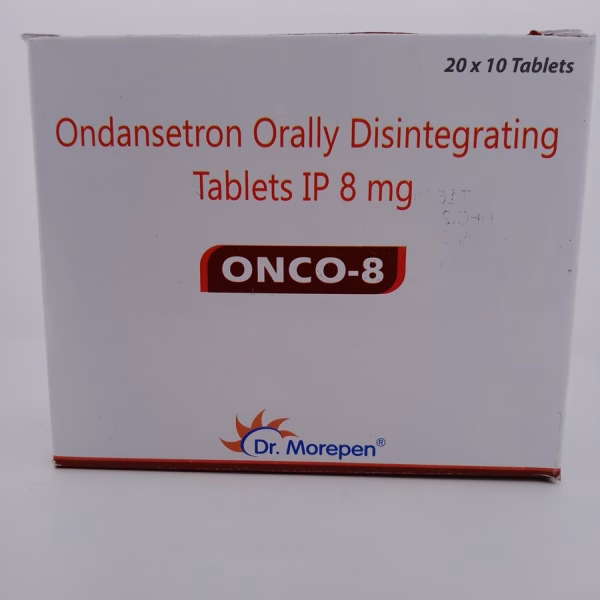 20 x 10 Tablets
Ondansetron Orally Disintegrating
Tablets IP 8 mg
ONCO-8
Dr. Morepen®